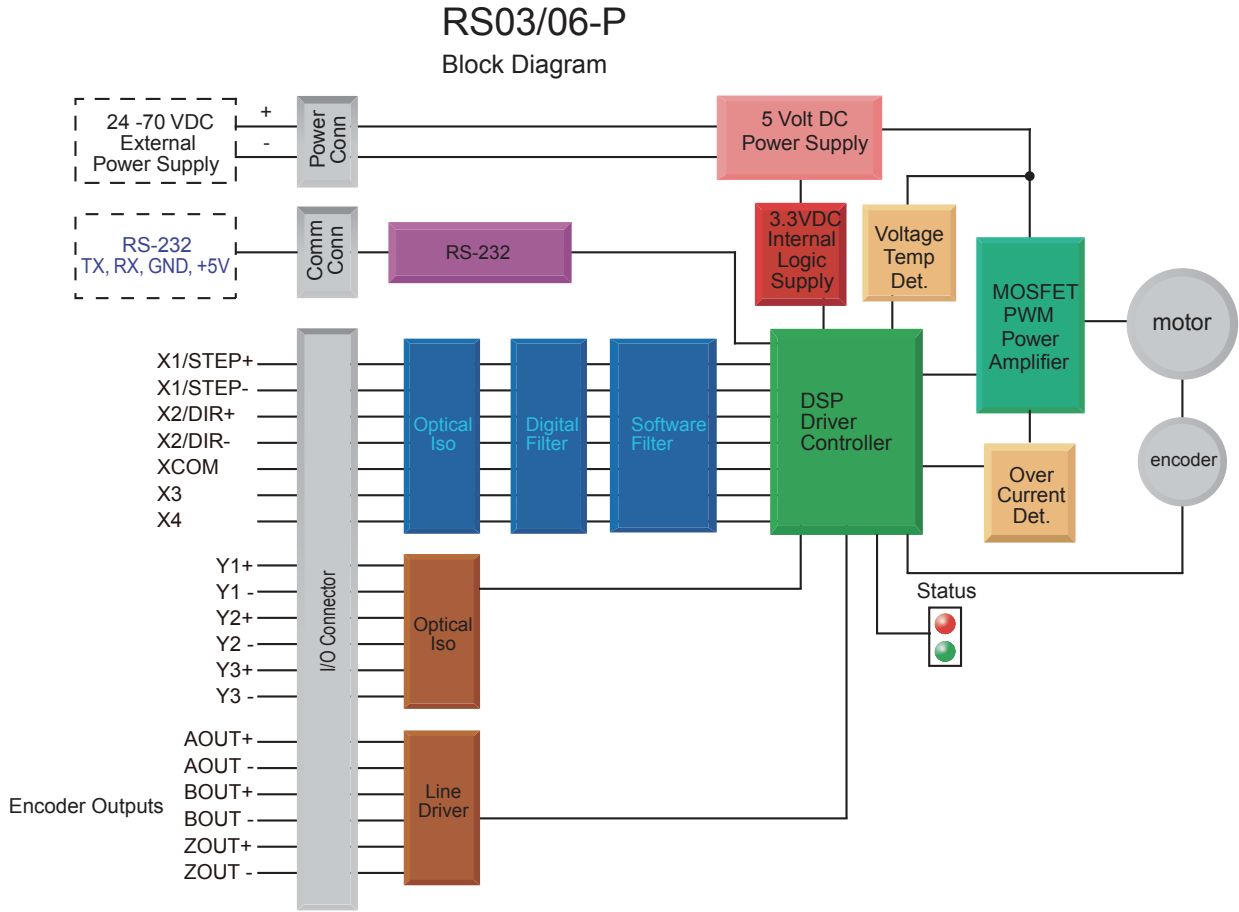 RS03/06-P
Block Diagram
24 -70 VDC
External
Power Supply
+
-
Power
Conn
5 Volt DC
Power Supply
RS-232
TX, RX, GND, +5V
Comm
Conn
RS-232
3.3VDC
Internal
Logic
Supply
Voltage
Temp
Det.
MOSFET
PWM
Power
Amplifier
motor
encoder
X1/STEP+
X1/STEP-
X2/DIR+
X2/DIR-
XCOM
X3
X4
I/O Connector
Optical
Iso
Digital
Filter
Software
Filter
DSP
Driver
Controller
Over
Current
Det.
Status
Y1+
Y1 -
Y2+
Y2 -
Y3+
Y3 -
Optical
Iso
Encoder Outputs
AOUT+
AOUT -
BOUT+
BOUT -
ZOUT+
ZOUT -
Line
Driver